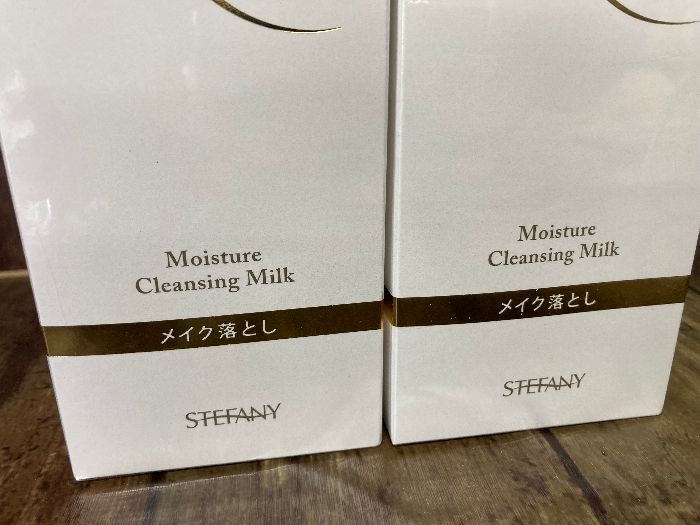 Moisture
Cleansing Milk
メイク落とし
STEFANY
Moisture
Cleansing Milk
メイク落とし
STEFANY